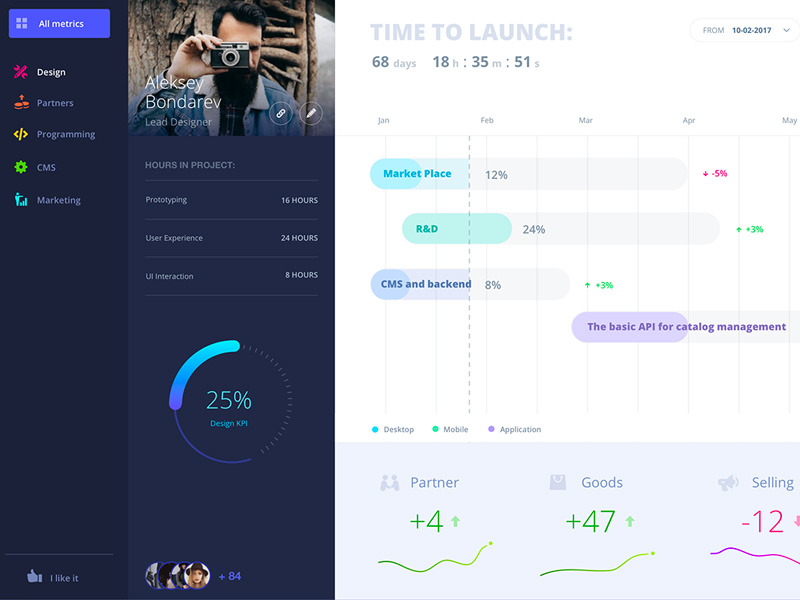 All metrics
Design
Partners
Programming
CMS
Marketing
I like it
Aleksey
Bondarev
Lead Designer
HOURS IN PROJECT:
Prototyping 16 HOURS
User Experience 24 HOURS
UI Interaction 8 HOURS
25%
Design KPI
+ 84
TIME TO LAUNCH:
FROM 10-02-2017
68 days 18 h : 35 m : 51 s
Jan Feb Mar Apr May
Market Place 12% -5%
R&D 24% +3%
CMS and backend 8% +3%
The basic API for catalog management
Desktop Mobile Application
Partner Goods Selling
+4 +47 -12